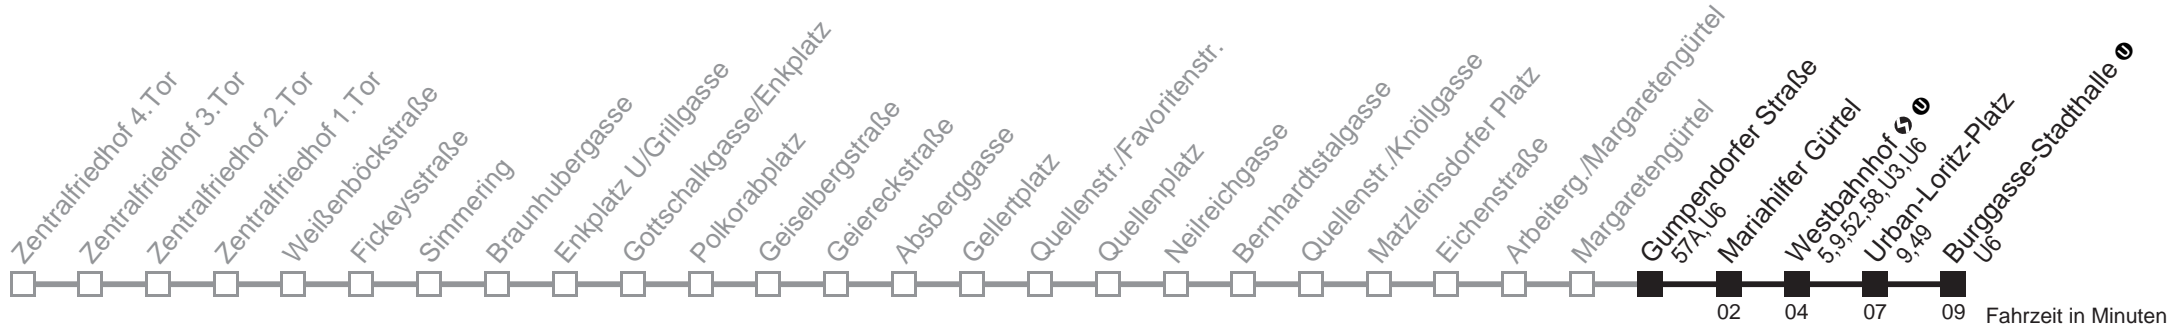 Zentralfriedhof 4.Tor
Zentralfriedhof 3.Tor
Zentralfriedhof 2.Tor
Zentralfriedhof 1.Tor
Weißenböckstraße
Fickeysstraße
Simmering
Braunhubergasse
Enkplatz U/Grillgasse
Gottschalkgasse/Enkplatz
Polkorabplatz
Geiselbergstraße
Geiereckstraße
Absberggasse
Gellertplatz
Quellenstr./Favoritenstr.
Quellenplatz
Neilreichgasse
Bernhardtstalgasse
Quellenstr./Knöllgasse
Matzleinsdorfer Platz
Eichenstraße
Arbeiterg./Margaretengürtel
Margaretengürtel
Gumpendorfer Straße
57A,U6
Mariahilfer Gürtel
Westbahnhof S U
5,9,52,58,U3,U6
Urban-Loritz-Platz
9,49
Burggasse-Stadthalle U
U6
02 04 07 09 Fahrzeit in Minuten